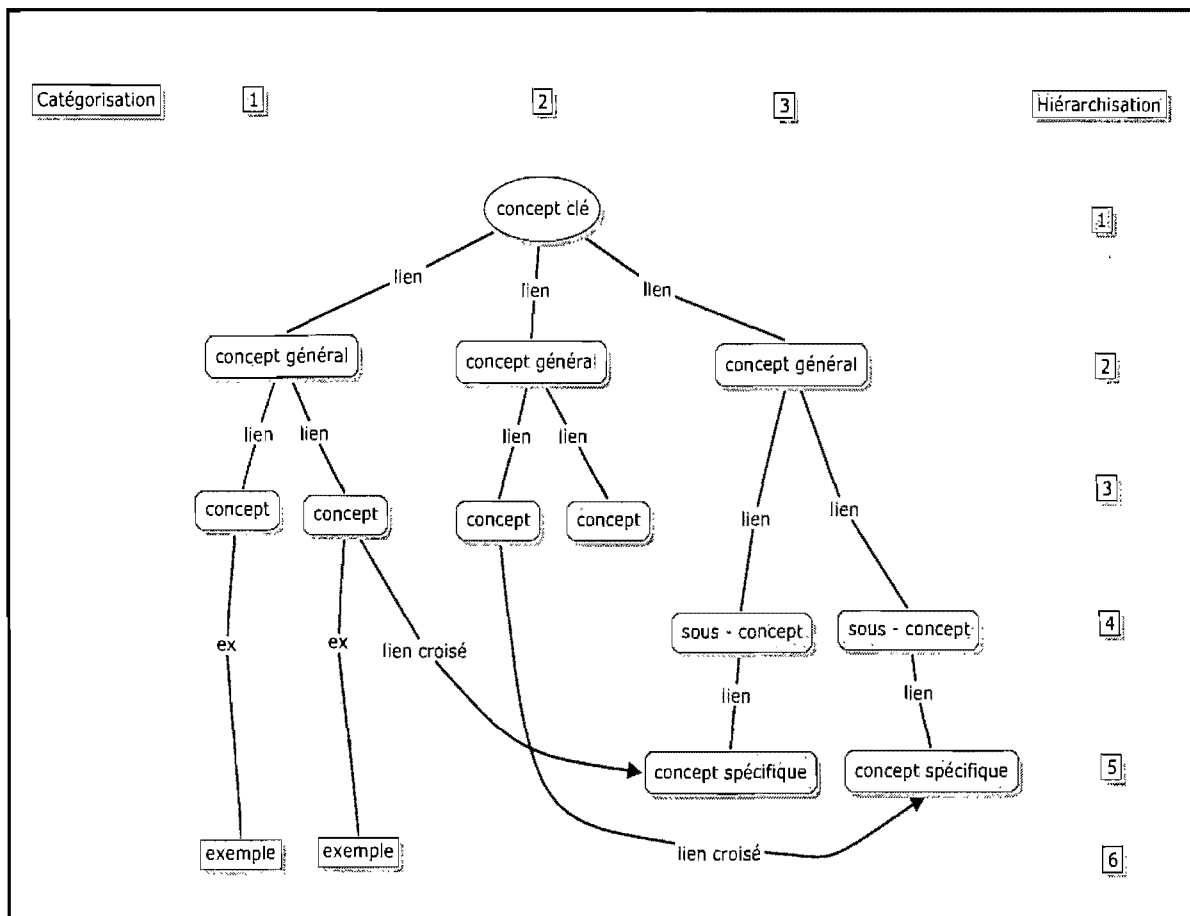 Catégorisation 1 2 3 Hiérarchisation
concept clé 1
lien lien lien
concept général concept général concept général 2
lien lien lien lien
concept concept concept concept 3
lien lien
ex ex lien croisé sous - concept sous - concept 4
lien lien
concept spécifique concept spécifique 5
exemple exemple lien croisé 6